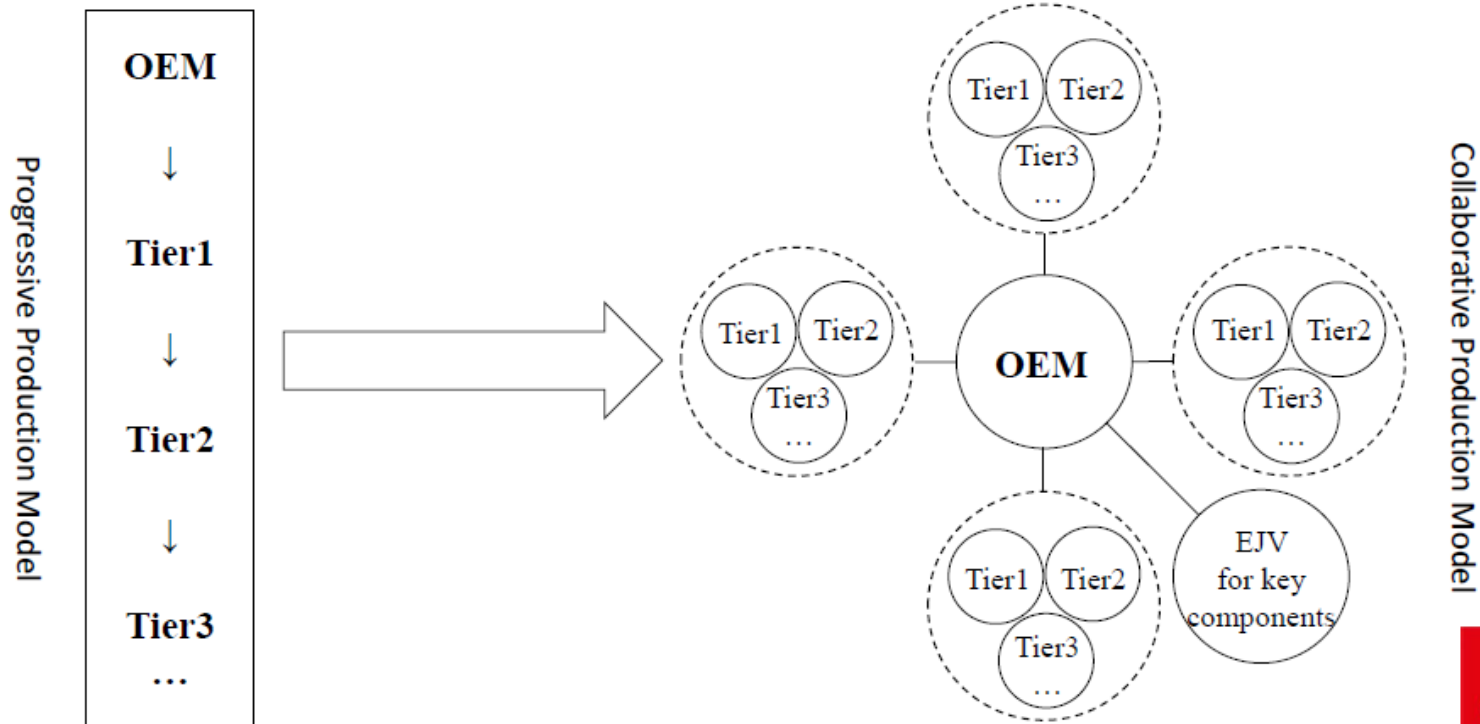 Progressive Production Model
OEM
↓
Tier1
↓
Tier2
↓
Tier3
...
Tier1
Tier2
Tier3
...
Tier1
Tier2
Tier3
...
OEM
Tier1
Tier2
Tier3
...
Tier1
Tier2
Tier3
...
EJV
for key
components
Collaborative Production Model